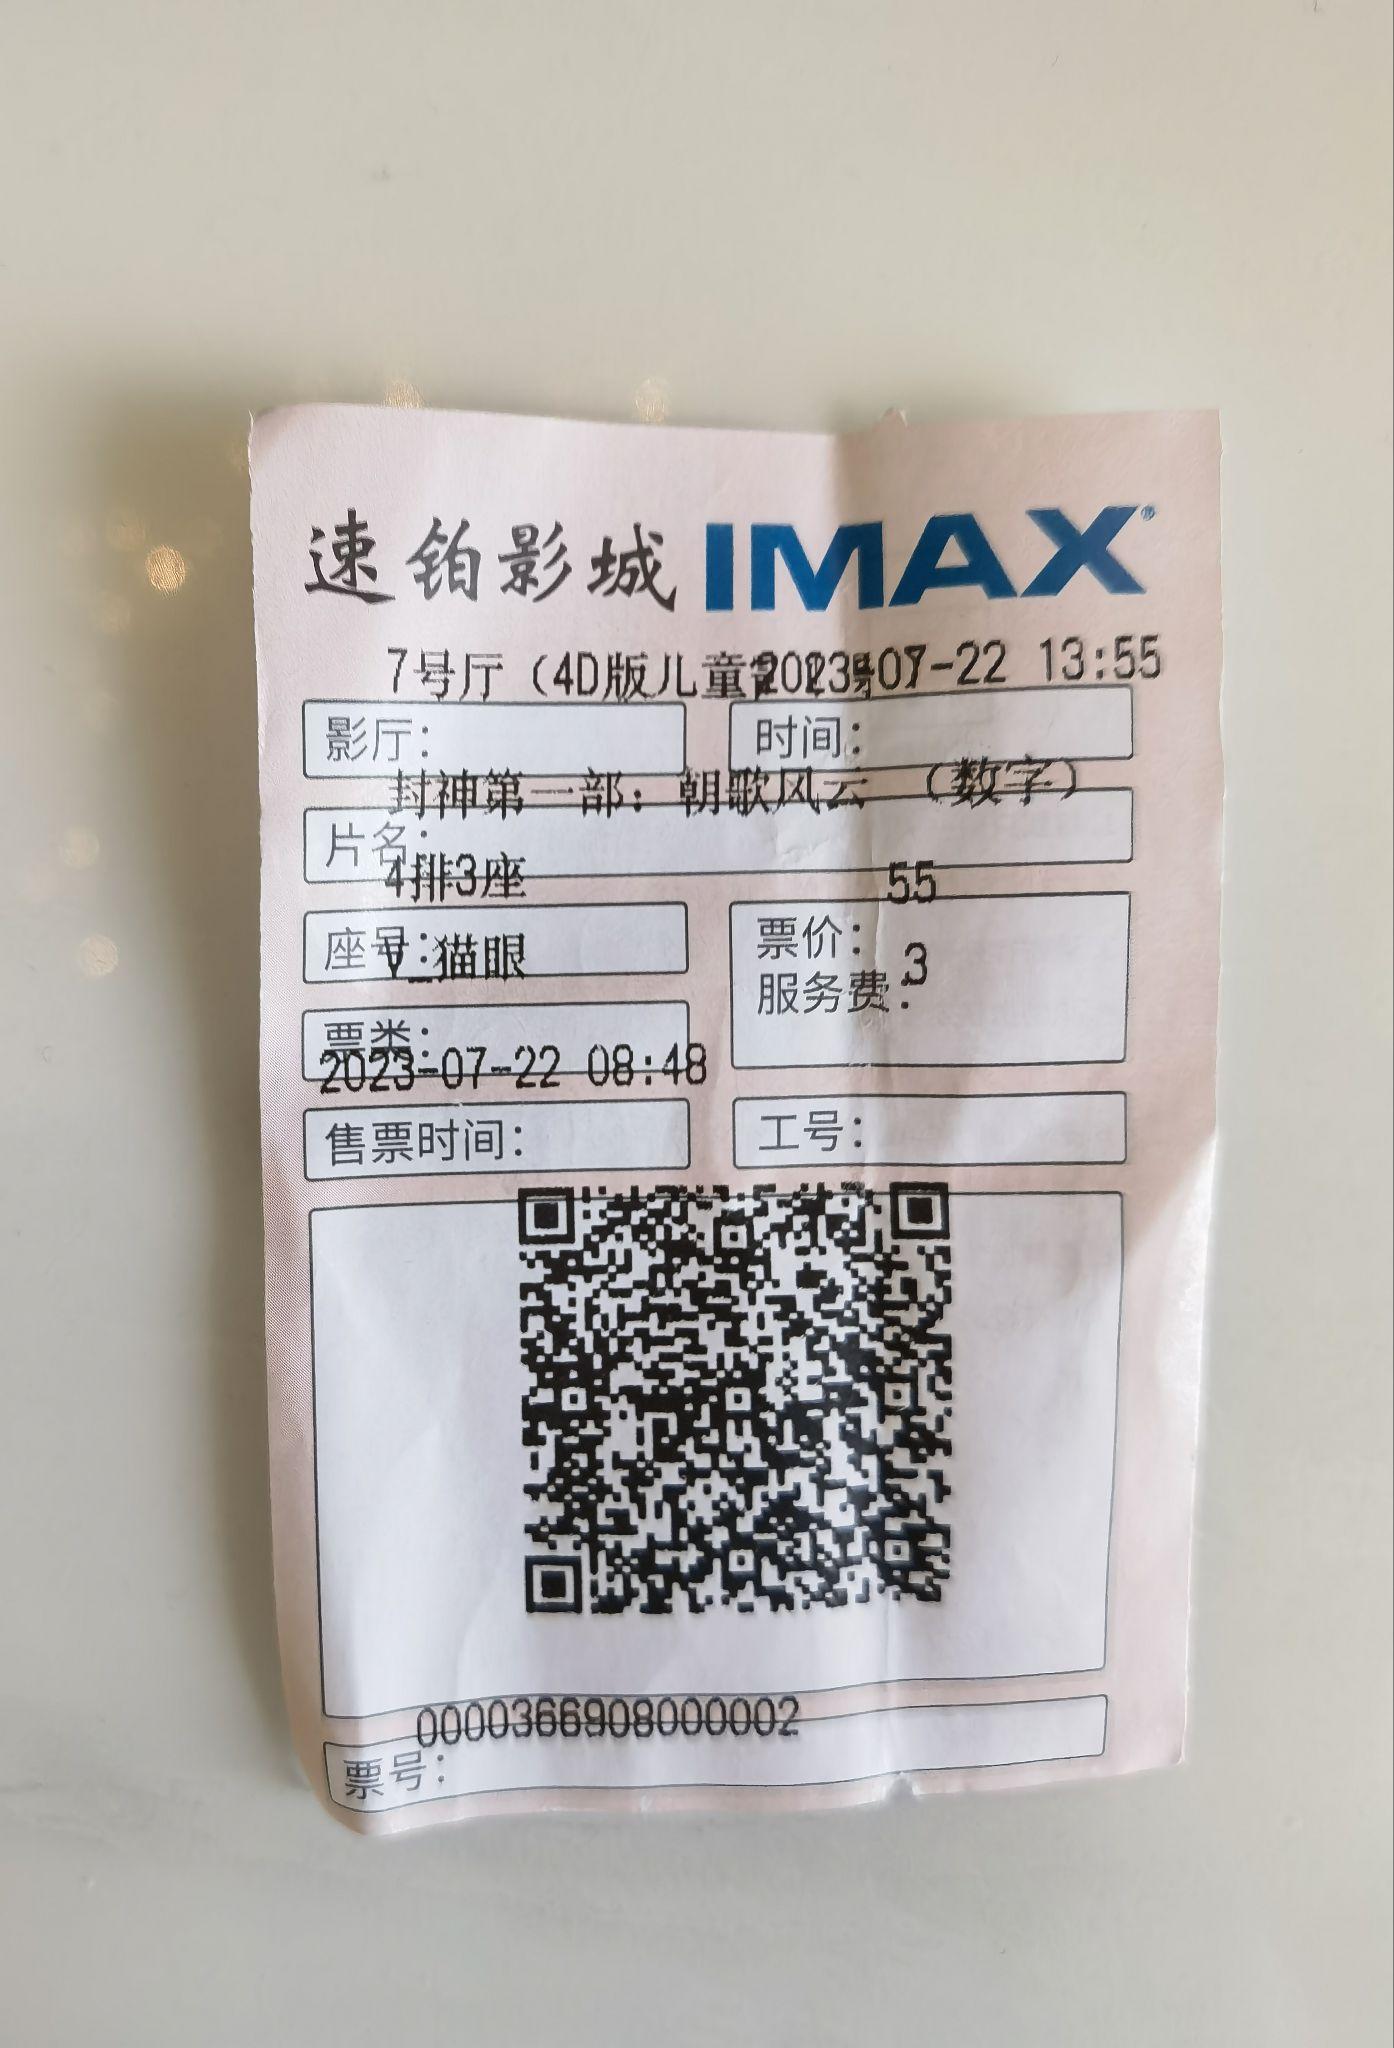 速铂影城 IMAX®
7号厅（4D版儿童 2023-07-22 13:55
影厅： 时间：
封神第一部：朝歌风云 （数字）
片名：
4排3座 55
座号： 票价：
V_猫眼 3
服务费：
票类：
2023-07-22 08:48
售票时间： 工号：
0000366908000002
票号：